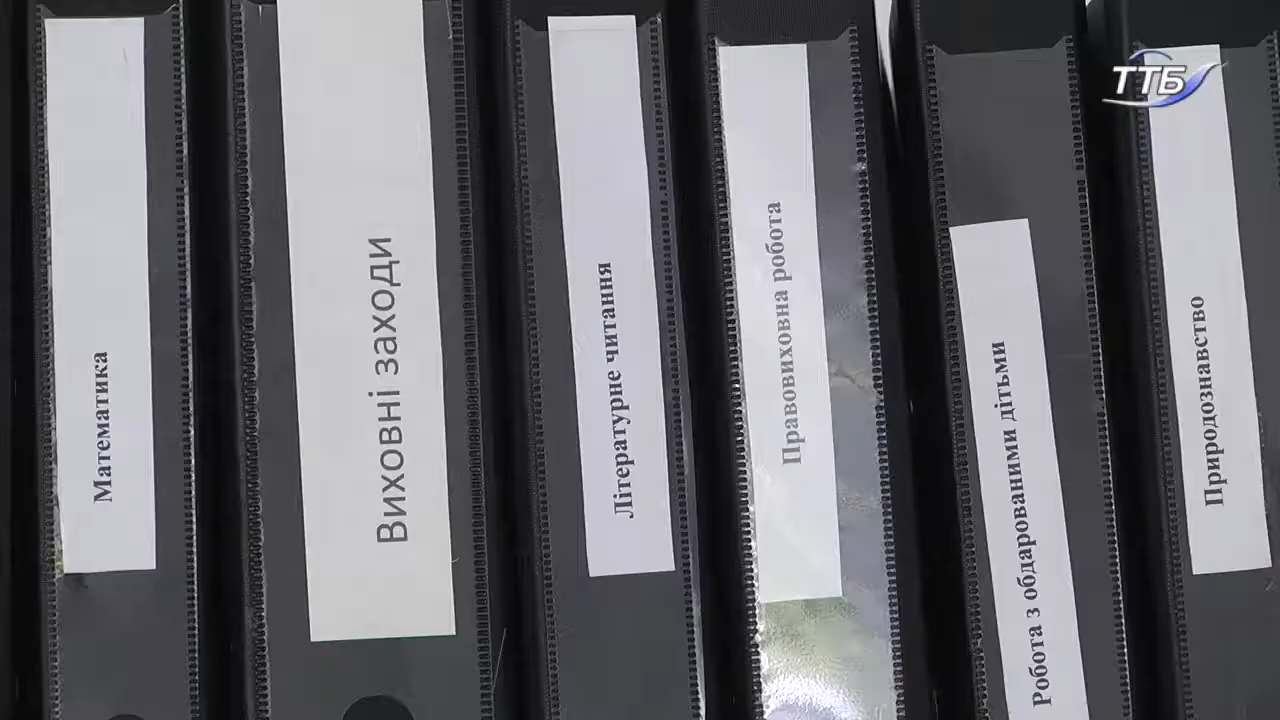 Математика
Виховні заходи
Літературне читання
Правовиховна робота
Робота з обдарованими дітьми
Природознавство
ТТБ